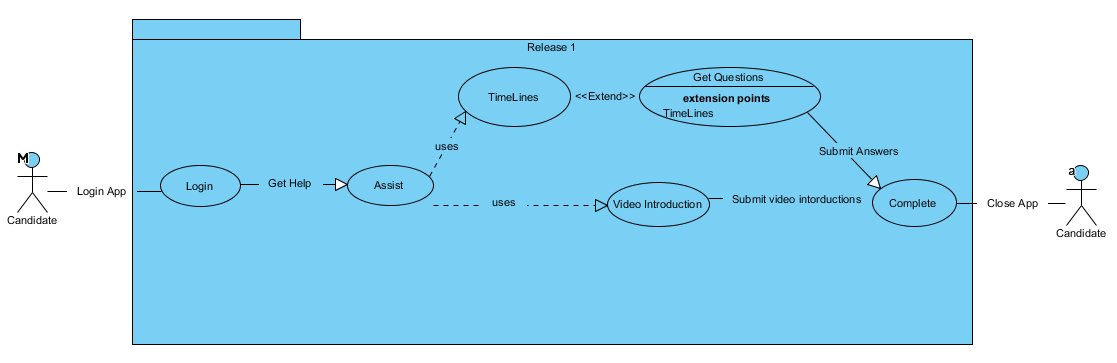 Release 1
Get Questions
TimeLines
<<Extend>>
extension points
TimeLines
uses
Submit Answers
M
a
Login App
Login
Get Help
Assist
uses
Video Introduction
Submit video intorductions
Complete
Close App
Candidate
Candidate